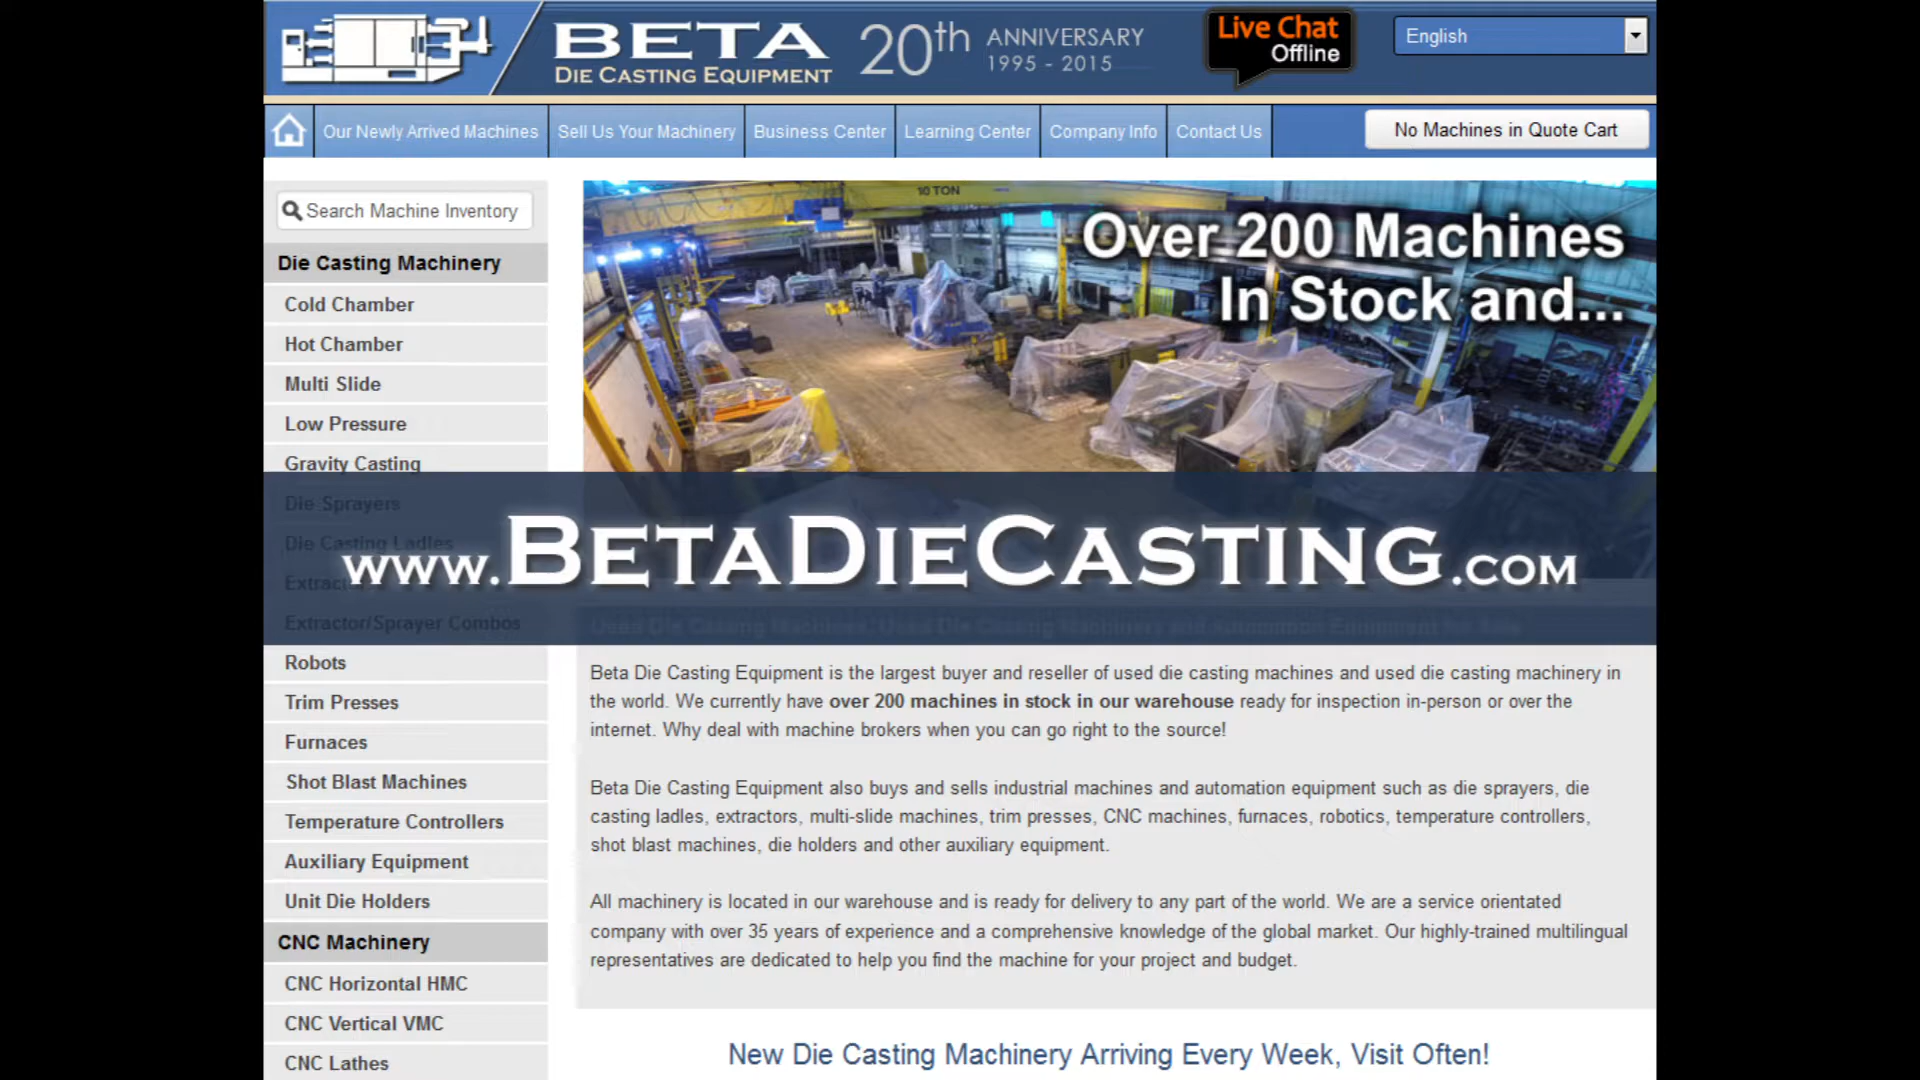 BETA
DIE CASTING EQUIPMENT
20th
ANNIVERSARY
1995 - 2015
Live Chat
Offline
English
Our Newly Arrived Machines
Sell Us Your Machinery
Business Center
Learning Center
Company Info
Contact Us
No Machines in Quote Cart
Search Machine Inventory
Die Casting Machinery
Cold Chamber
Hot Chamber
Multi Slide
Low Pressure
Gravity Casting
Die Sprayers
Die Casting Ladles
Extractor/Sprayer Combos
Robots
Trim Presses
Furnaces
Shot Blast Machines
Temperature Controllers
Auxiliary Equipment
Unit Die Holders
CNC Machinery
CNC Horizontal HMC
CNC Vertical VMC
CNC Lathes
10 TON
Over 200 Machines
In Stock and...
www.BetaDieCasting.com
Used Die Casting Machines, Used Die Casting Machinery and Automation Equipment for Sale
Beta Die Casting Equipment is the largest buyer and reseller of used die casting machines and used die casting machinery in
the world. We currently have over 200 machines in stock in our warehouse ready for inspection in-person or over the
internet. Why deal with machine brokers when you can go right to the source!
Beta Die Casting Equipment also buys and sells industrial machines and automation equipment such as die sprayers, die
casting ladles, extractors, multi-slide machines, trim presses, CNC machines, furnaces, robotics, temperature controllers,
shot blast machines, die holders and other auxiliary equipment.
All machinery is located in our warehouse and is ready for delivery to any part of the world. We are a service orientated
company with over 35 years of experience and a comprehensive knowledge of the global market. Our highly-trained multilingual
representatives are dedicated to help you find the machine for your project and budget.
New Die Casting Machinery Arriving Every Week, Visit Often!